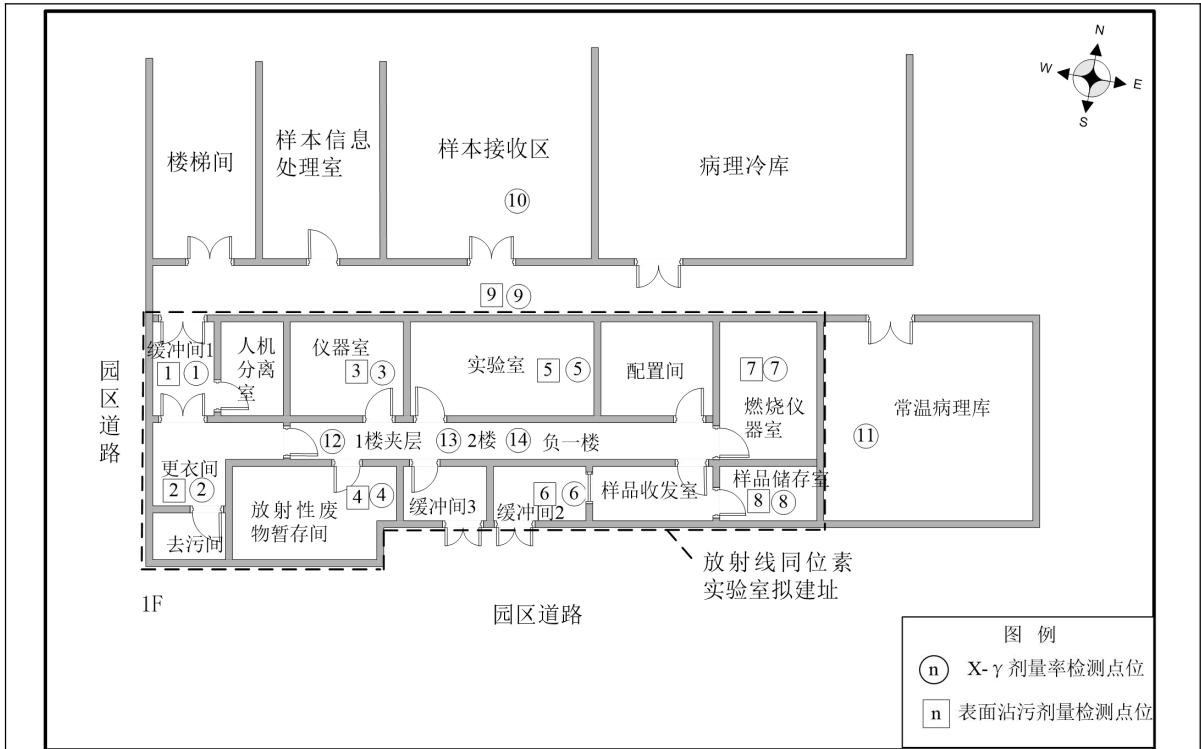 N
W
E
S
楼梯间
样本信息
处理室
样本接收区
⑩
病理冷库
9 ⑨
缓冲间1
1 ①
人机
分离
室
仪器室
3 ③
实验室
5 ⑤
配置间
7 ⑦
燃烧仪
器室
常温病理库
⑪
园区道路
⑫ 1楼夹层 ⑬ 2楼 ⑭ 负一楼
更衣间
2 ②
放射性废
物暂存间
4 ④
缓冲间3
6 ⑥
缓冲间2
样品收发室
样品储存室
8 ⑧
去污间
放射线同位素
实验室拟建址
1F
园区道路
图 例
n X-γ剂量率检测点位
n 表面沾污剂量检测点位